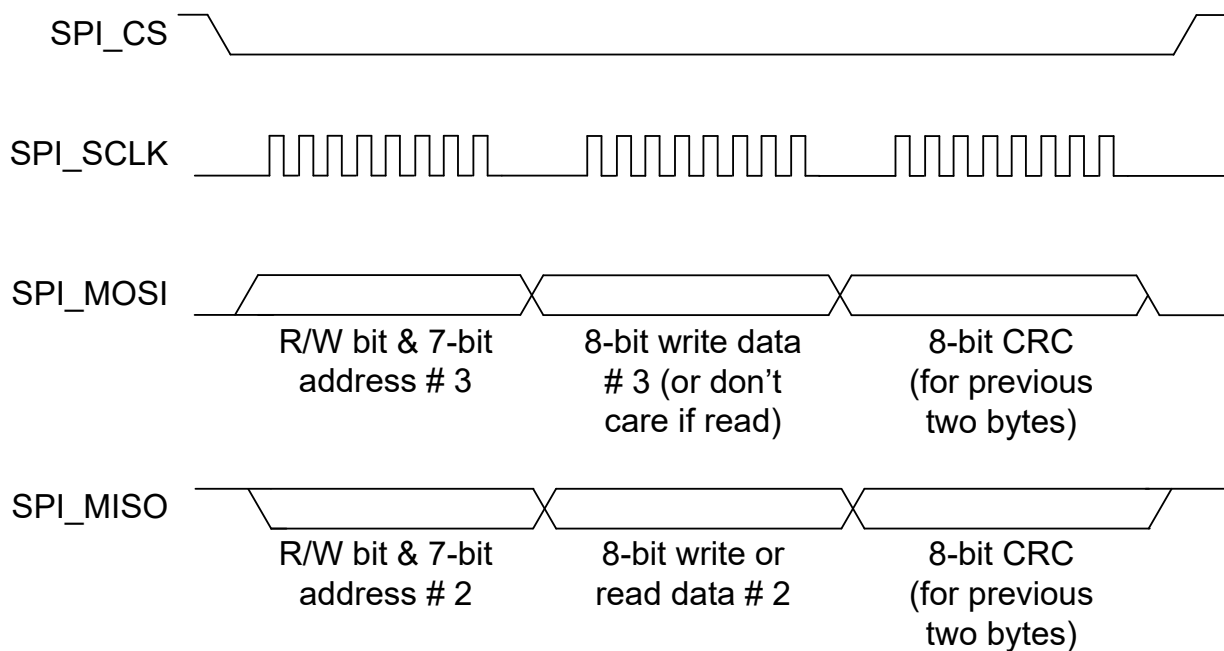 SPI_CS
SPI_SCLK
SPI_MOSI
R/W bit & 7-bit
address # 3
8-bit write data
# 3 (or don’t
care if read)
8-bit CRC
(for previous
two bytes)
SPI_MISO
R/W bit & 7-bit
address # 2
8-bit write or
read data # 2
8-bit CRC
(for previous
two bytes)